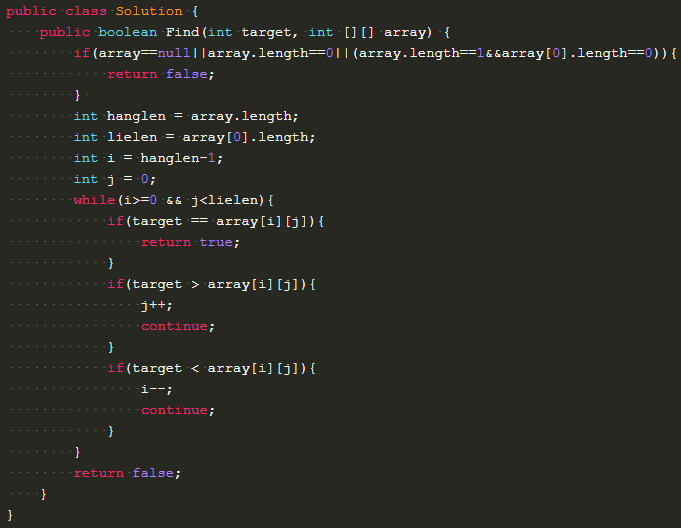 public class Solution {
    public boolean Find(int target, int [][] array) {
        if(array==null||array.length==0||(array.length==1&&array[0].length==0)){
            return false;
        }
        int hanglen = array.length;
        int lielen = array[0].length;
        int i = hanglen-1;
        int j = 0;
        while(i>=0 && j<lielen){
            if(target == array[i][j]){
                return true;
            }
            if(target > array[i][j]){
                j++;
                continue;
            }
            if(target < array[i][j]){
                i--;
                continue;
            }
        }
        return false;
    }
}